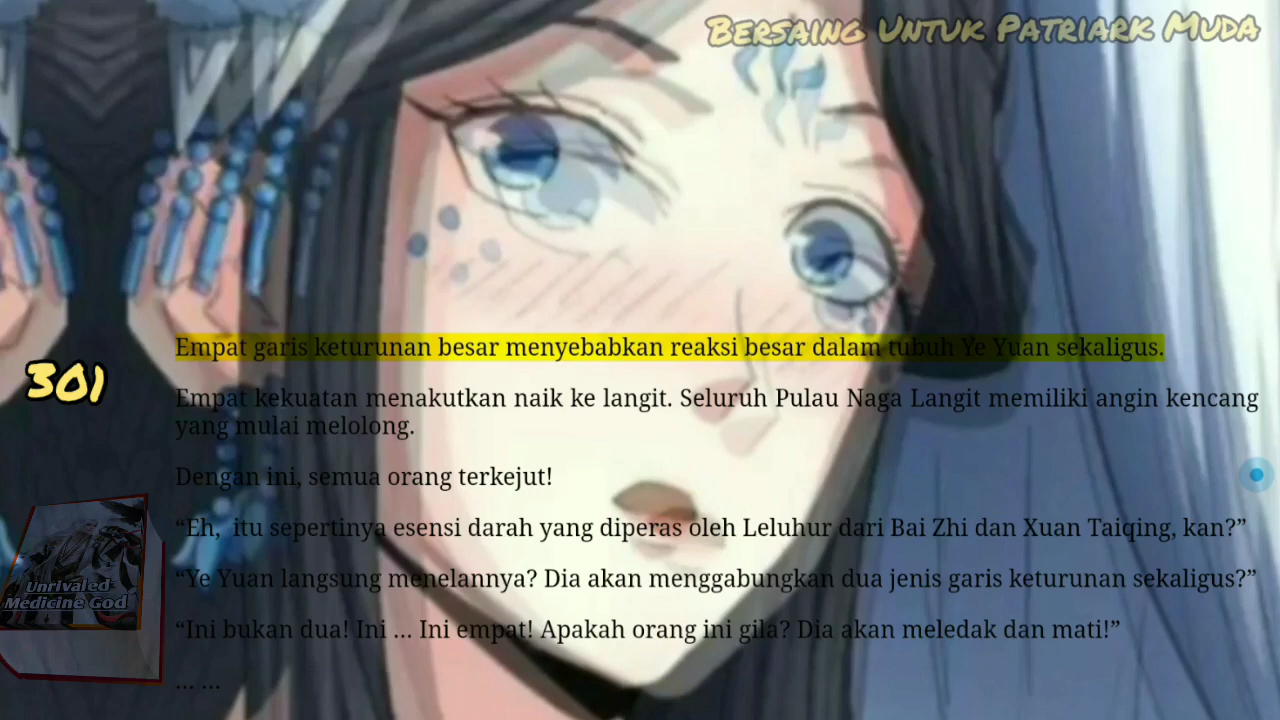 Bersaing Untuk Patriark Muda
Empat garis keturunan besar menyebabkan reaksi besar dalam tubuh Ye Yuan sekaligus.
301
Empat kekuatan menakutkan naik ke langit. Seluruh Pulau Naga Langit memiliki angin kencang
yang mulai melolong.
Dengan ini, semua orang terkejut!
“Eh,  itu sepertinya esensi darah yang diperas oleh Leluhur dari Bai Zhi dan Xuan Taiqing, kan?”
“Ye Yuan langsung menelannya? Dia akan menggabungkan dua jenis garis keturunan sekaligus?”
Unrivaled
Medicine God
“Ini bukan dua! Ini ... Ini empat! Apakah orang ini gila? Dia akan meledak dan mati!”
... ...